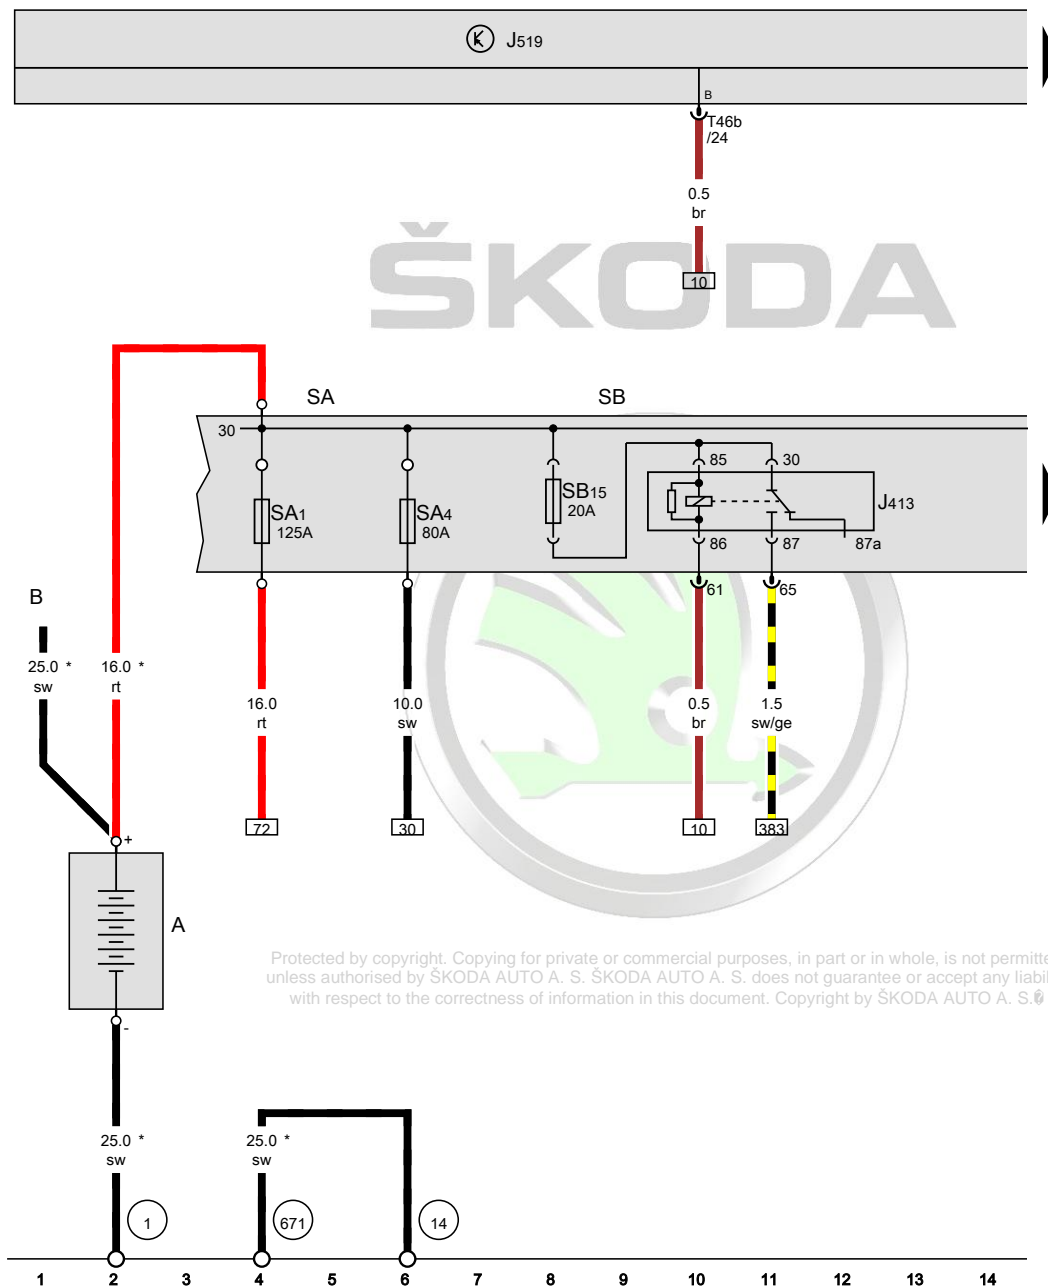 J519
B
T46b
/24
0.5
br
10
ŠKODA
SA
SB
30
85
30
SA1
125A
SA4
80A
SB15
20A
J413
86
87
87a
61
65
B
25.0 *
sw
16.0 *
rt
16.0
rt
10.0
sw
0.5
br
1.5
sw/ge
72
30
10
383
+
A
-
Protected by copyright. Copying for private or commercial purposes, in part or in whole, is not permitte
unless authorised by ŠKODA AUTO A. S. ŠKODA AUTO A. S. does not guarantee or accept any liabil
with respect to the correctness of information in this document. Copyright by ŠKODA AUTO A. S.
25.0 *
sw
25.0 *
sw
1
671
14
1 2 3 4 5 6 7 8 9 10 11 12 13 14